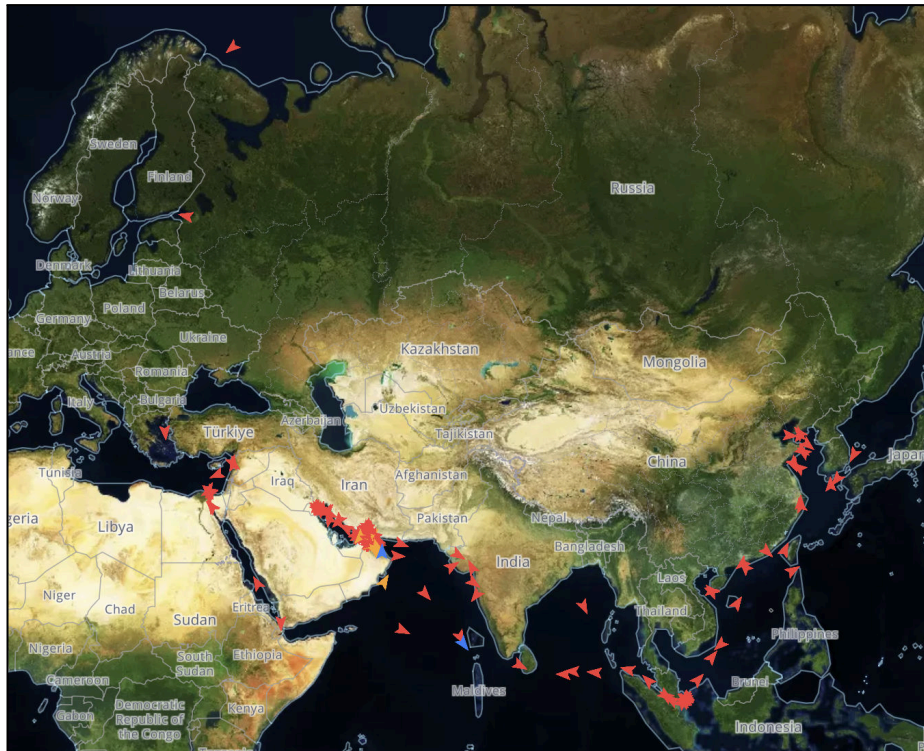 Sweden
Finland
Russia
Norway
Denmark
Lithuania
Belarus
Poland
Germany
Ukraine
ance
Austria
Kazakhstan
Mongolia
Romania
Italy
Bulgaria
Uzbekistan
Azerbaijan
Türkiye
Tajikistan
Japan
Tunisia
China
Iraq
Iran
Afghanistan
geria
Libya
Pakistan
Nepal
Bangladesh
India
Laos
Niger
Chad
Eritrea
Thailand
Sudan
Philippines
Nigeria
South
Sudan
Ethiopia
Cameroon
Brunei
Maldives
Democratic
Republic of
the Congo
Gabon
Kenya
Indonesia